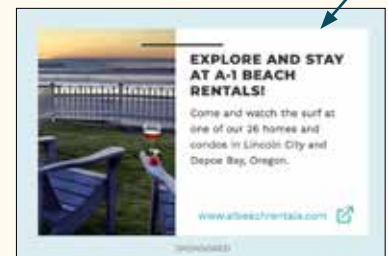 EXPLORE AND STAY
AT A-1 BEACH
RENTALS!
Come and watch the surf at
one of our 26 homes and
condos in Lincoln City and
Depoe Bay, Oregon.
www.a1beachrentals.com
SPONSORED